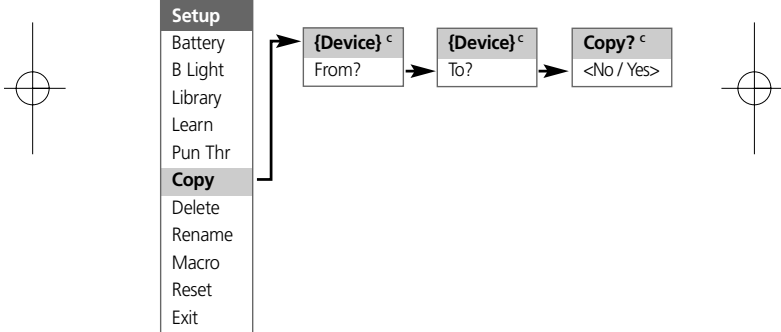 Setup
Battery
B Light
Library
Learn
Pun Thr
Copy
Delete
Rename
Macro
Reset
Exit
{Device} c
From?
{Device} c
To?
Copy? c
<No / Yes>